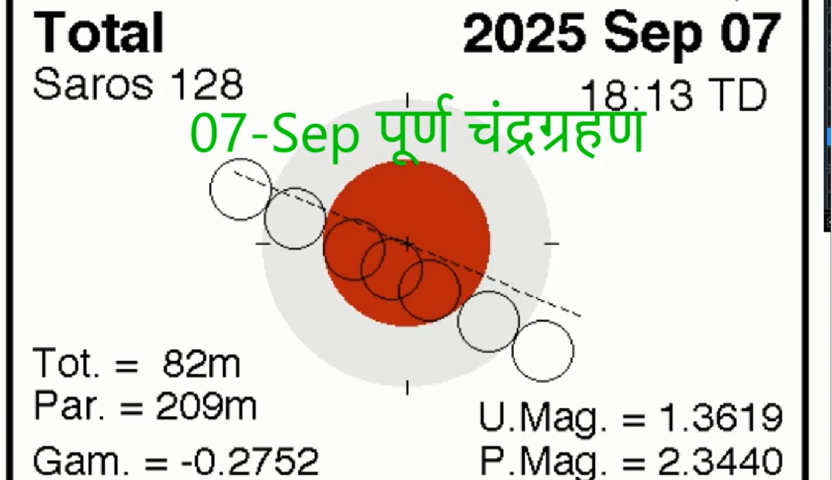 Total 2025 Sep 07
Saros 128 18:13 TD
07-Sep पूर्ण चंद्रग्रहण
Tot. = 82m
Par. = 209m
U.Mag. = 1.3619
Gam. = -0.2752
P.Mag. = 2.3440